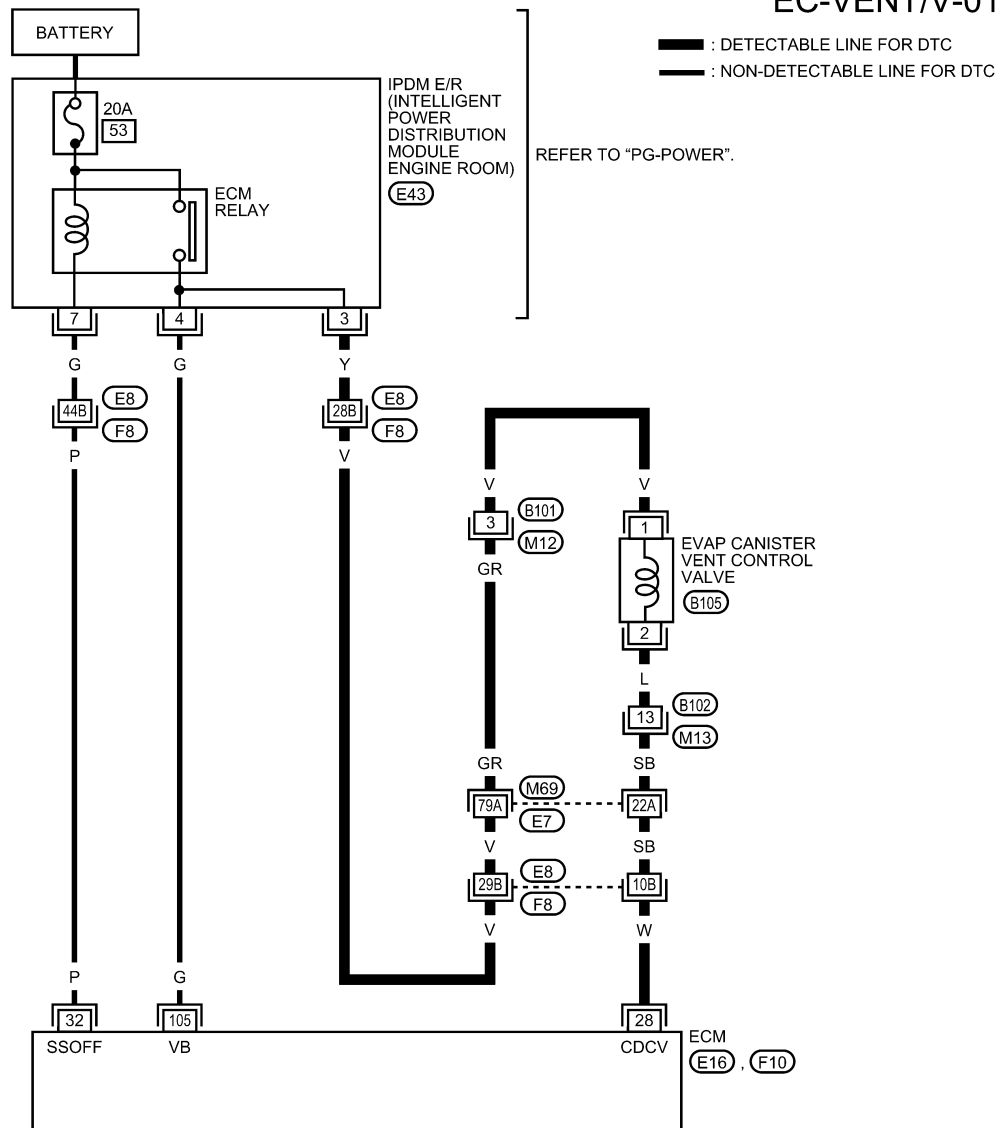 EC-VENT/V-01
BATTERY
: DETECTABLE LINE FOR DTC
: NON-DETECTABLE LINE FOR DTC
20A
53
IPDM E/R
(INTELLIGENT
POWER
DISTRIBUTION
MODULE
ENGINE ROOM)
E43
REFER TO “PG-POWER”.
ECM
RELAY
7 4 3
G G Y
44B E8 28B E8
F8 F8
P V
V V
3 B101 1
M12
GR
EVAP CANISTER
VENT CONTROL
VALVE
B105
2
L
13 B102
M13
GR SB
79A M69 22A
E7
V SB
29B E8 10B
F8
V W
P G
32 105 28
SSOFF VB CDCV
ECM
E16 , F10